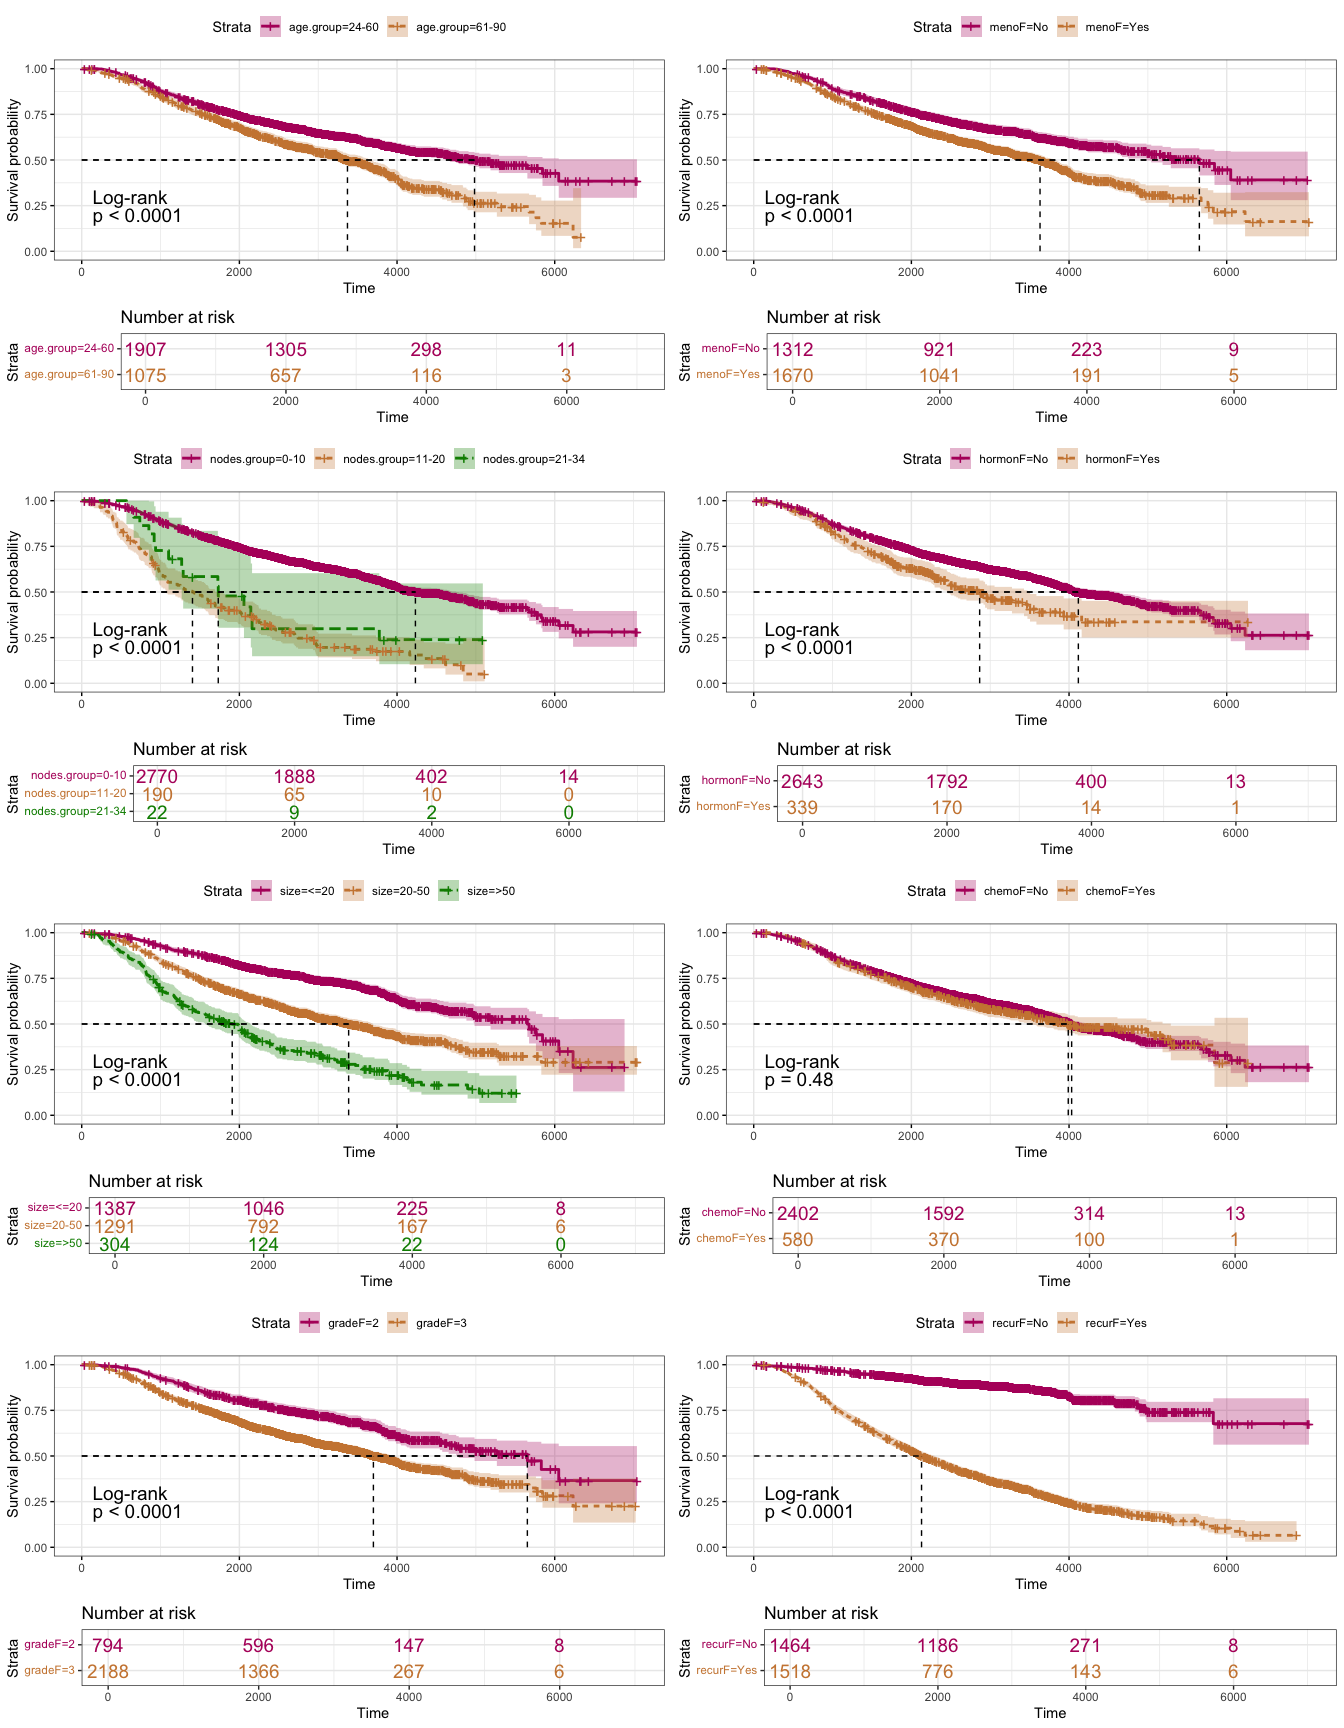 Strata age.group=24-60 age.group=61-90
1.00
0.75
0.50
0.25
0.00
Survival probability
Log-rank
p < 0.0001
0 2000 4000 6000
Time
Number at risk
Strata
age.group=24-60 1907 1305 298 11
age.group=61-90 1075 657 116 3
0 2000 4000 6000
Time
Strata menoF=No menoF=Yes
1.00
0.75
0.50
0.25
0.00
Survival probability
Log-rank
p < 0.0001
0 2000 4000 6000
Time
Number at risk
Strata
menoF=No 1312 921 223 9
menoF=Yes 1670 1041 191 5
0 2000 4000 6000
Time
Strata nodes.group=0-10 nodes.group=11-20 nodes.group=21-34
1.00
0.75
0.50
0.25
0.00
Survival probability
Log-rank
p < 0.0001
0 2000 4000 6000
Time
Number at risk
Strata
nodes.group=0-10 2770 1888 402 14
nodes.group=11-20 190 65 10 0
nodes.group=21-34 22 9 2 0
0 2000 4000 6000
Time
Strata hormonF=No hormonF=Yes
1.00
0.75
0.50
0.25
0.00
Survival probability
Log-rank
p < 0.0001
0 2000 4000 6000
Time
Number at risk
Strata
hormonF=No 2643 1792 400 13
hormonF=Yes 339 170 14 1
0 2000 4000 6000
Time
Strata size=<=20 size=20-50 size=>50
1.00
0.75
0.50
0.25
0.00
Survival probability
Log-rank
p < 0.0001
0 2000 4000 6000
Time
Number at risk
Strata
size=<=20 1387 1046 225 8
size=20-50 1291 792 167 6
size=>50 304 124 22 0
0 2000 4000 6000
Time
Strata chemoF=No chemoF=Yes
1.00
0.75
0.50
0.25
0.00
Survival probability
Log-rank
p = 0.48
0 2000 4000 6000
Time
Number at risk
Strata
chemoF=No 2402 1592 314 13
chemoF=Yes 580 370 100 1
0 2000 4000 6000
Time
Strata gradeF=2 gradeF=3
1.00
0.75
0.50
0.25
0.00
Survival probability
Log-rank
p < 0.0001
0 2000 4000 6000
Time
Number at risk
Strata
gradeF=2 794 596 147 8
gradeF=3 2188 1366 267 6
0 2000 4000 6000
Time
Strata recurF=No recurF=Yes
1.00
0.75
0.50
0.25
0.00
Survival probability
Log-rank
p < 0.0001
0 2000 4000 6000
Time
Number at risk
Strata
recurF=No 1464 1186 271 8
recurF=Yes 1518 776 143 6
0 2000 4000 6000
Time